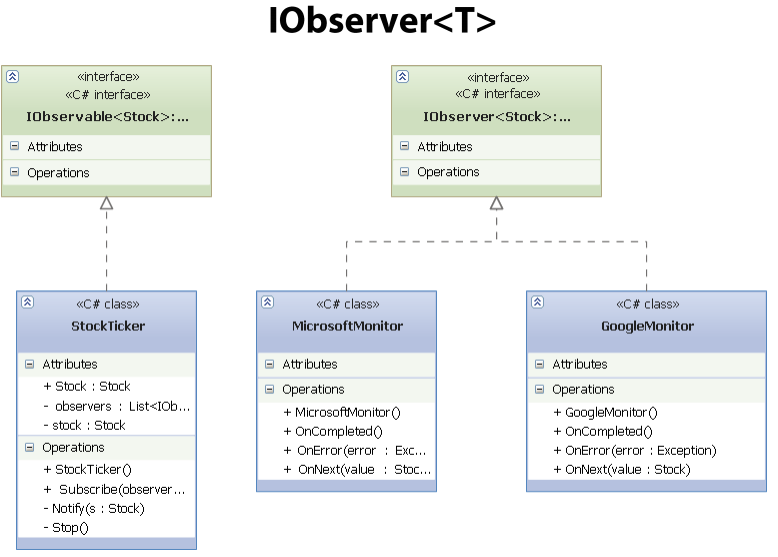 IObserver<T>
«interface»
«C# interface»
IObservable<Stock>:...
Attributes
Operations
«interface»
«C# interface»
IObserver<Stock>:...
Attributes
Operations
«C# class»
StockTicker
Attributes
+ Stock : Stock
- observers : List<IOb...
- stock : Stock
Operations
+ StockTicker()
+ Subscribe(observer...
- Notify(s : Stock)
- Stop()
«C# class»
MicrosoftMonitor
Attributes
Operations
+ MicrosoftMonitor()
+ OnCompleted()
+ OnError(error : Exc...
+ OnNext(value : Stoc...
«C# class»
GoogleMonitor
Attributes
Operations
+ GoogleMonitor()
+ OnCompleted()
+ OnError(error : Exception)
+ OnNext(value : Stock)